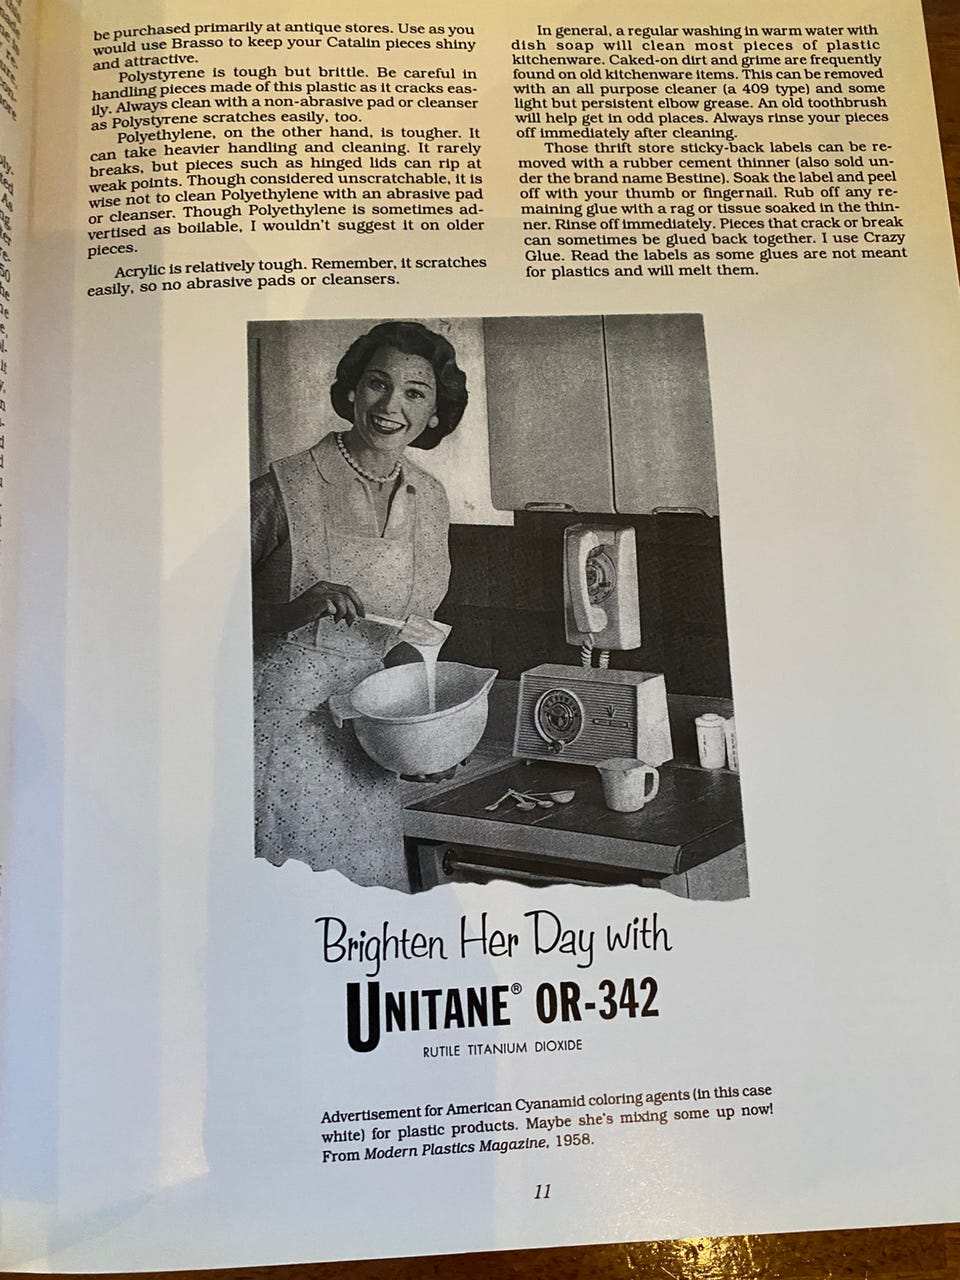 be purchased primarily at antique stores. Use as you
would use Brasso to keep your Catalin pieces shiny
and attractive.
Polystyrene is tough but brittle. Be careful in
handling pieces made of this plastic as it cracks eas-
ily. Always clean with a non-abrasive pad or cleanser
as Polystyrene scratches easily, too.
Polyethylene, on the other hand, is tougher. It
can take heavier handling and cleaning. It rarely
breaks, but pieces such as hinged lids can rip at
weak points. Though considered unscratchable, it is
wise not to clean Polyethylene with an abrasive pad
or cleanser. Though Polyethylene is sometimes ad-
vertised as boilable, I wouldn't suggest it on older
pieces.
Acrylic is relatively tough. Remember, it scratches
easily, so no abrasive pads or cleansers.
In general, a regular washing in warm water with
dish soap will clean most pieces of plastic
kitchenware. Caked-on dirt and grime are frequently
found on old kitchenware items. This can be removed
with an all purpose cleaner (a 409 type) and some
light but persistent elbow grease. An old toothbrush
will help get in odd places. Always rinse your pieces
off immediately after cleaning.
Those thrift store sticky-back labels can be re-
moved with a rubber cement thinner (also sold un-
der the brand name Bestine). Soak the label and peel
off with your thumb or fingernail. Rub off any re-
maining glue with a rag or tissue soaked in the thin-
ner. Rinse off immediately. Pieces that crack or break
can sometimes be glued back together. I use Crazy
Glue. Read the labels as some glues are not meant
for plastics and will melt them.
Brighten Her Day with
UNITANE® OR-342
RUTILE TITANIUM DIOXIDE
Advertisement for American Cyanamid coloring agents (in this case
white) for plastic products. Maybe she's mixing some up now!
From Modern Plastics Magazine, 1958.
11